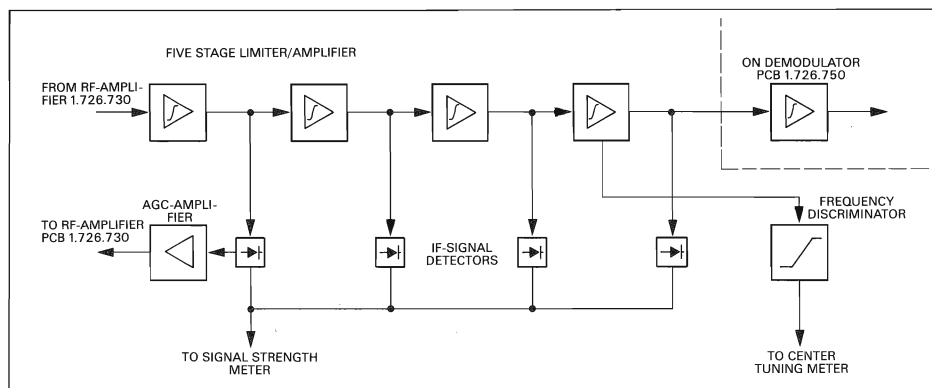 FIVE STAGE LIMITER/AMPLIFIER
ON DEMODULATOR
PCB 1.726.750
FROM RF-AMPLI-
FIER 1.726.730
AGC-AMPLI-
FIER
TO RF-AMPLIFIER
PCB 1.726.730
IF-SIGNAL
DETECTORS
FREQUENCY
DISCRIMINATOR
TO SIGNAL STRENGTH
METER
TO CENTER
TUNING METER